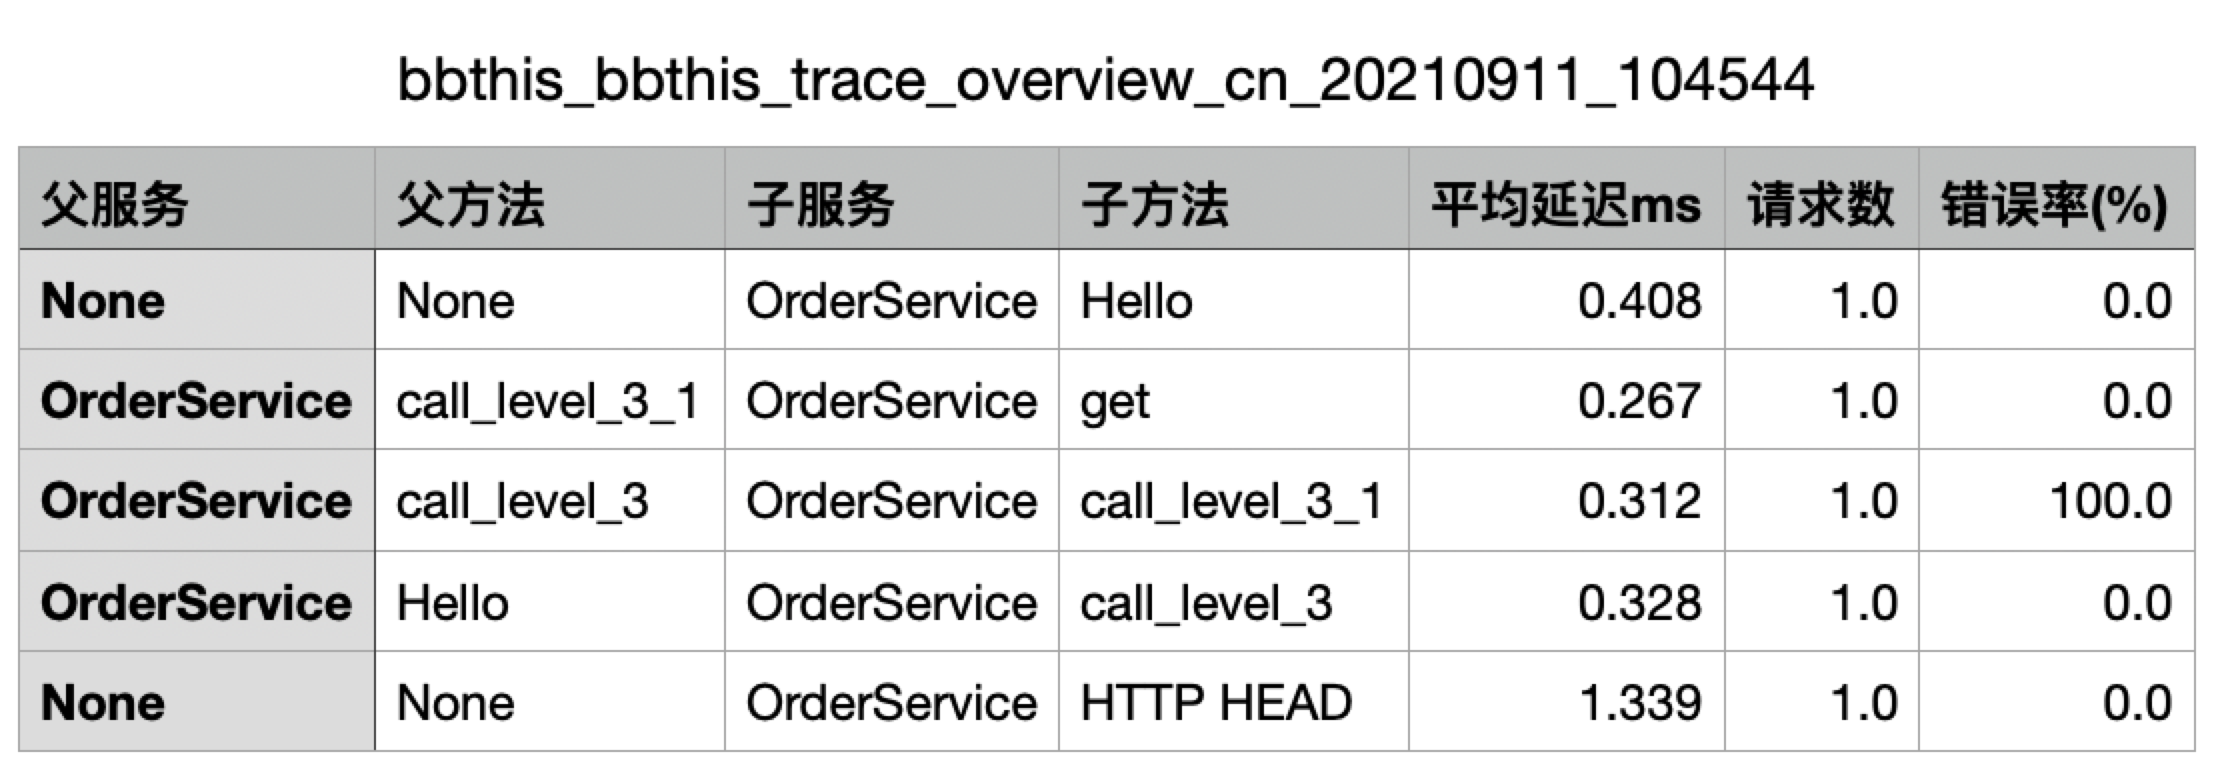 bbthis_bbthis_trace_overview_cn_20210911_104544
父服务 父方法 子服务 子方法 平均延迟ms 请求数 错误率(%)
None None OrderService Hello 0.408 1.0 0.0
OrderService call_level_3_1 OrderService get 0.267 1.0 0.0
OrderService call_level_3 OrderService call_level_3_1 0.312 1.0 100.0
OrderService Hello OrderService call_level_3 0.328 1.0 0.0
None None OrderService HTTP HEAD 1.339 1.0 0.0